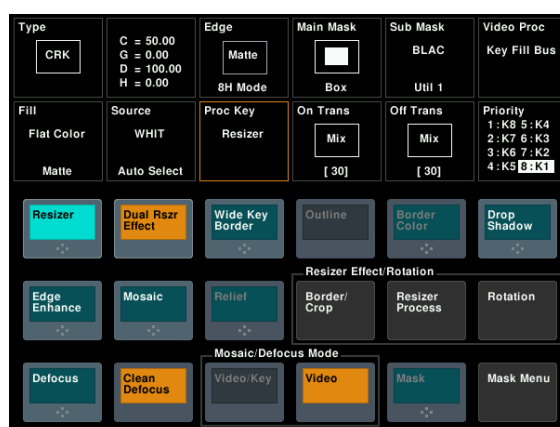 Type
CRK
C = 50.00
G = 0.00
D = 100.00
H = 0.00
Edge
Matte
8H Mode
Main Mask
Box
Sub Mask
BLAC
Util 1
Video Proc
Key Fill Bus
Fill
Flat Color
Matte
Source
WHIT
Auto Select
Proc Key
Resizer
On Trans
Mix
[ 30]
Off Trans
Mix
[ 30]
Priority
1:K8 5:K4
2:K7 6:K3
3:K6 7:K2
4:K5 8:K1
Resizer
Dual Rszr
Effect
Wide Key
Border
Outline
Border
Color
Drop
Shadow
Resizer Effect/Rotation
Edge
Enhance
Mosaic
Relief
Border/
Crop
Resizer
Process
Rotation
Mosaic/Defocus Mode
Defocus
Clean
Defocus
Video/Key
Video
Mask
Mask Menu